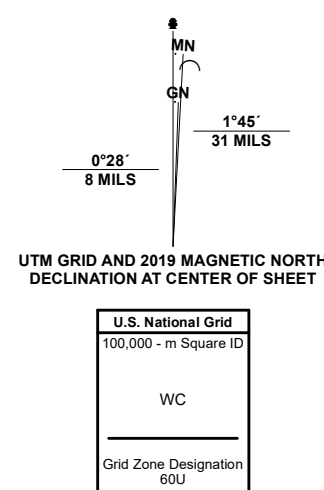 MN
GN
1°45´
31 MILS
0°28´
8 MILS
UTM GRID AND 2019 MAGNETIC NORTH
DECLINATION AT CENTER OF SHEET
U.S. National Grid
100,000 - m Square ID
WC
Grid Zone Designation
60U